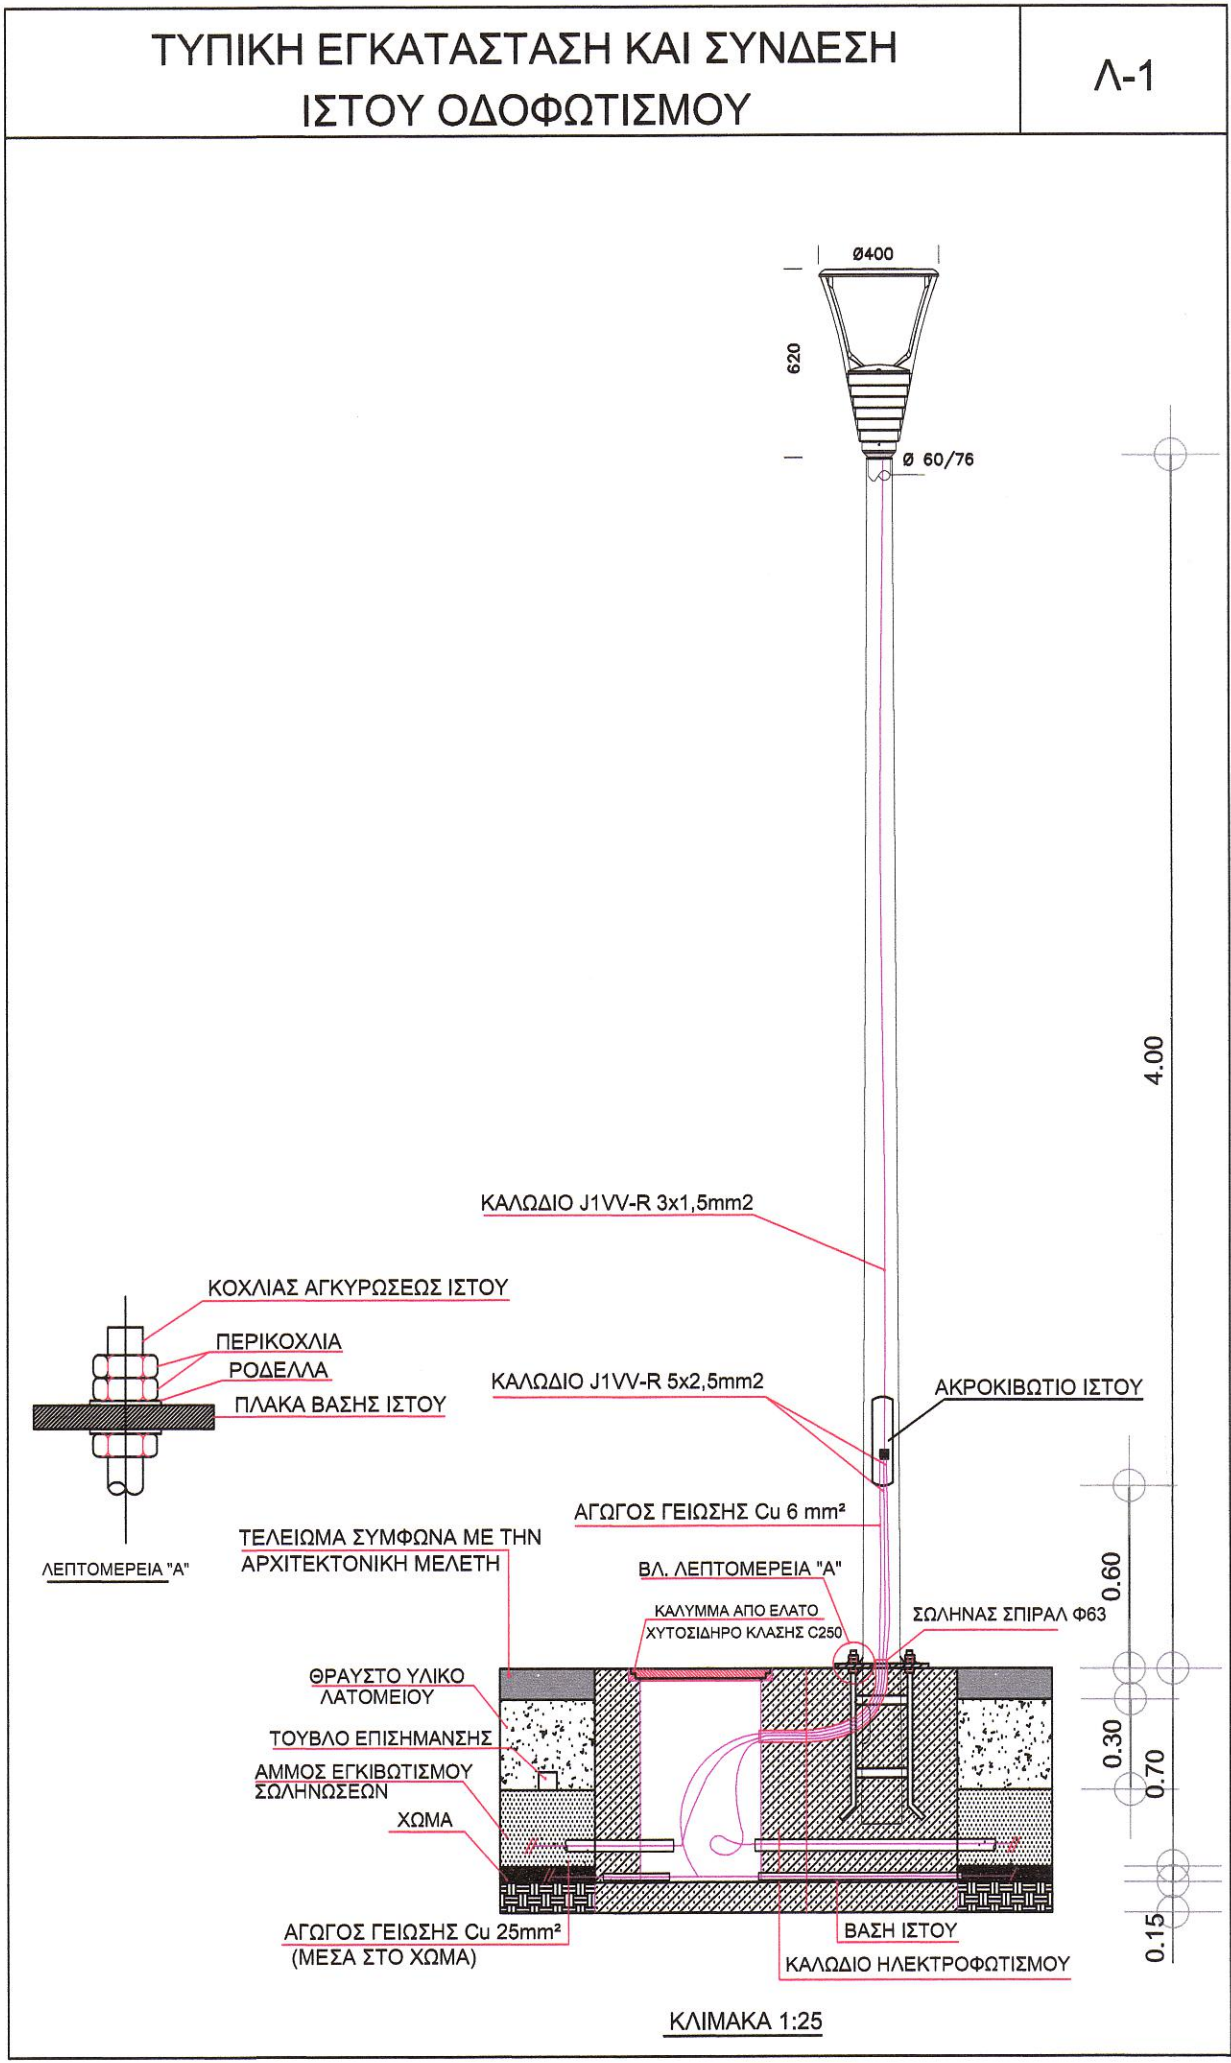 ΤΥΠΙΚΗ ΕΓΚΑΤΑΣΤΑΣΗ ΚΑΙ ΣΥΝΔΕΣΗ
ΙΣΤΟΥ ΟΔΟΦΩΤΙΣΜΟΥ
Λ-1
Ø400
620
Ø 60/76
4.00
ΚΑΛΩΔΙΟ J1VV-R 3x1,5mm2
ΚΟΧΛΙΑΣ ΑΓΚΥΡΩΣΕΩΣ ΙΣΤΟΥ
ΠΕΡΙΚΟΧΛΙΑ
ΡΟΔΕΛΛΑ
ΠΛΑΚΑ ΒΑΣΗΣ ΙΣΤΟΥ
ΛΕΠΤΟΜΕΡΕΙΑ "Α"
ΚΑΛΩΔΙΟ J1VV-R 5x2,5mm2
ΑΚΡΟΚΙΒΩΤΙΟ ΙΣΤΟΥ
ΑΓΩΓΟΣ ΓΕΙΩΣΗΣ Cu 6 mm²
ΤΕΛΕΙΩΜΑ ΣΥΜΦΩΝΑ ΜΕ ΤΗΝ
ΑΡΧΙΤΕΚΤΟΝΙΚΗ ΜΕΛΕΤΗ
ΒΛ. ΛΕΠΤΟΜΕΡΕΙΑ "Α"
ΚΑΛΥΜΜΑ ΑΠΟ ΕΛΑΤΟ
ΧΥΤΟΣΙΔΗΡΟ ΚΛΑΣΗΣ C250
ΣΩΛΗΝΑΣ ΣΠΙΡΑΛ Φ63
0.60
ΘΡΑΥΣΤΟ ΥΛΙΚΟ
ΛΑΤΟΜΕΙΟΥ
ΤΟΥΒΛΟ ΕΠΙΣΗΜΑΝΣΗΣ
ΑΜΜΟΣ ΕΓΚΙΒΩΤΙΣΜΟΥ
ΣΩΛΗΝΩΣΕΩΝ
ΧΩΜΑ
0.30
0.70
0.15
ΑΓΩΓΟΣ ΓΕΙΩΣΗΣ Cu 25mm²
(ΜΕΣΑ ΣΤΟ ΧΩΜΑ)
ΒΑΣΗ ΙΣΤΟΥ
ΚΑΛΩΔΙΟ ΗΛΕΚΤΡΟΦΩΤΙΣΜΟΥ
ΚΛΙΜΑΚΑ 1:25